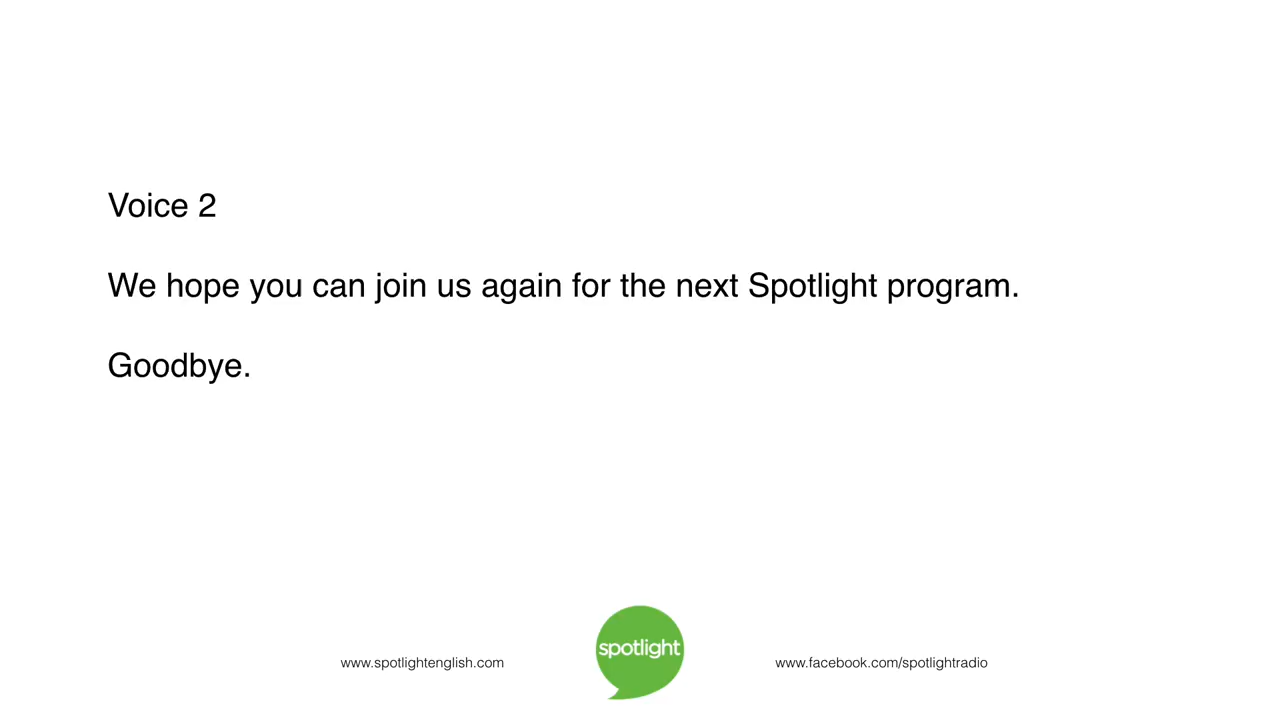 Voice 2
We hope you can join us again for the next Spotlight program.
Goodbye.
www.spotlightenglish.com
spotlight
www.facebook.com/spotlightradio